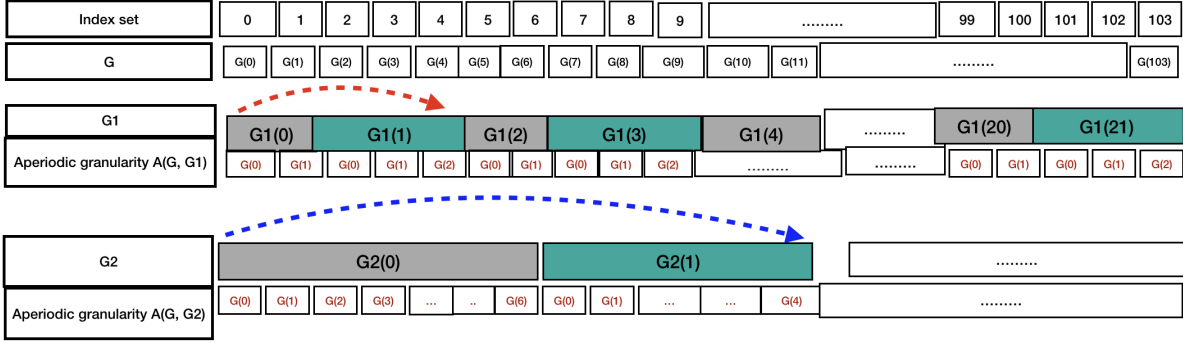 Index set 0 1 2 3 4 5 6 7 8 9 ......... 99 100 101 102 103
G G(0) G(1) G(2) G(3) G(4) G(5) G(6) G(7) G(8) G(9) G(10) G(11) ......... G(103)
G1 G1(0) G1(1) G1(2) G1(3) G1(4) ......... G1(20) G1(21)
Aperiodic granularity A(G, G1) G(0) G(1) G(0) G(1) G(2) G(0) G(1) G(0) G(1) G(2) ......... ......... G(0) G(1) G(0) G(1) G(2)
G2 G2(0) G2(1) .........
Aperiodic granularity A(G, G2) G(0) G(1) G(2) G(3) ... .. G(6) G(0) G(1) ... ... G(4) .........